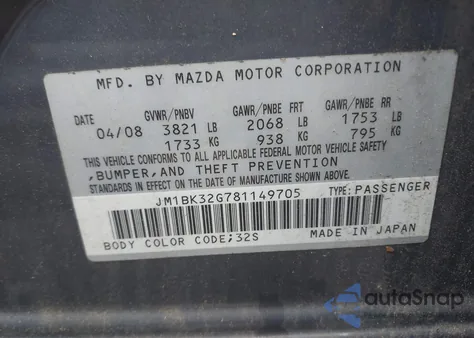 MFD. BY MAZDA MOTOR CORPORATION
GVWR/PNBV GAWR/PNBE FRT GAWR/PNBE RR
04/08 3821 LB 2068 LB 1753 LB
1733 KG 938 KG 795 KG
THIS VEHICLE CONFORMS TO ALL APPLICABLE FEDERAL MOTOR VEHICLE SAFETY
,BUMPER, AND THEFT PREVENTION
STANDARDS IN EFFECT ON THE DATE OF MANUFACTURE SHOWN ABOVE.
JM1BK32G781149705 TYPE:PASSENGER
BODY COLOR CODE;32S MADE IN JAPAN
autoSnap